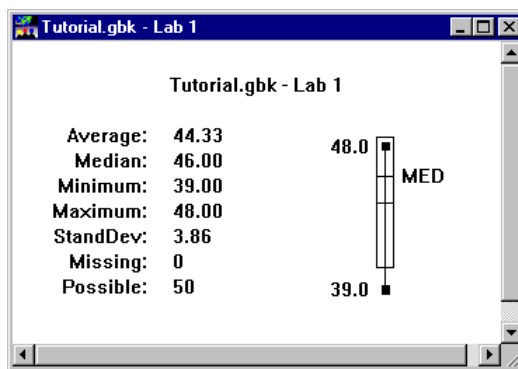 Tutorial.gbk - Lab 1
Tutorial.gbk - Lab 1
Average: 44.33
Median: 46.00
Minimum: 39.00
Maximum: 48.00
StandDev: 3.86
Missing: 0
Possible: 50
48.0
MED
39.0